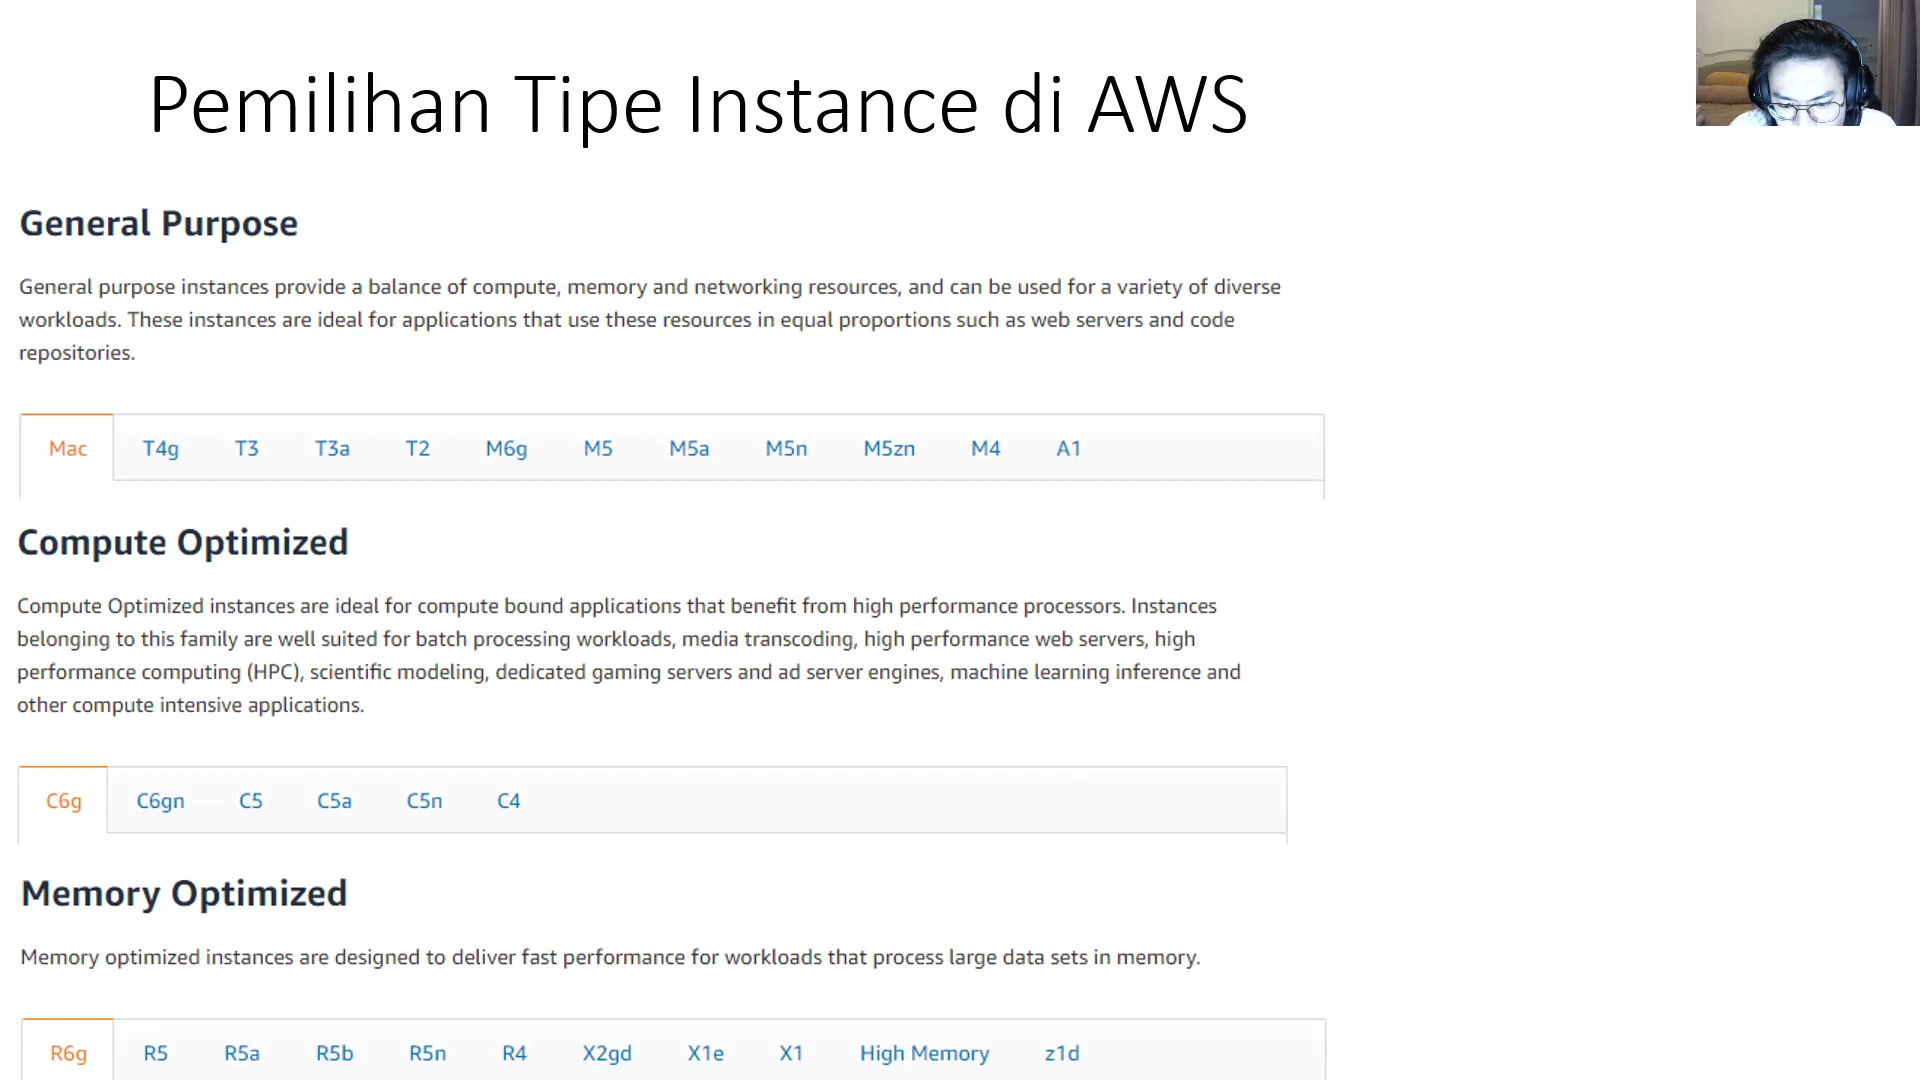 Pemilihan Tipe Instance di AWS
General Purpose
General purpose instances provide a balance of compute, memory and networking resources, and can be used for a variety of diverse
workloads. These instances are ideal for applications that use these resources in equal proportions such as web servers and code
repositories.
Mac T4g T3 T3a T2 M6g M5 M5a M5n M5zn M4 A1
Compute Optimized
Compute Optimized instances are ideal for compute bound applications that benefit from high performance processors. Instances
belonging to this family are well suited for batch processing workloads, media transcoding, high performance web servers, high
performance computing (HPC), scientific modeling, dedicated gaming servers and ad server engines, machine learning inference and
other compute intensive applications.
C6g C6gn C5 C5a C5n C4
Memory Optimized
Memory optimized instances are designed to deliver fast performance for workloads that process large data sets in memory.
R6g R5 R5a R5b R5n R4 X2gd X1e X1 High Memory z1d